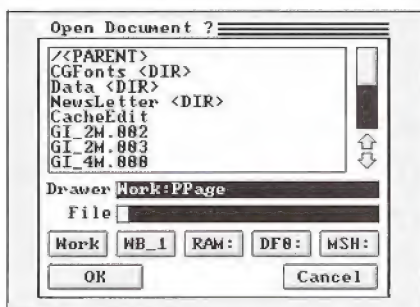 Open Document ?
/<PARENT>
CGFonts <DIR>
Data <DIR>
NewsLetter <DIR>
CacheEdit
GI_2M.002
GI_2M.003
GI_4M.000
Drawer Work:PPage
File
Work WB_1 RAM: DF0: MSH:
OK Cancel